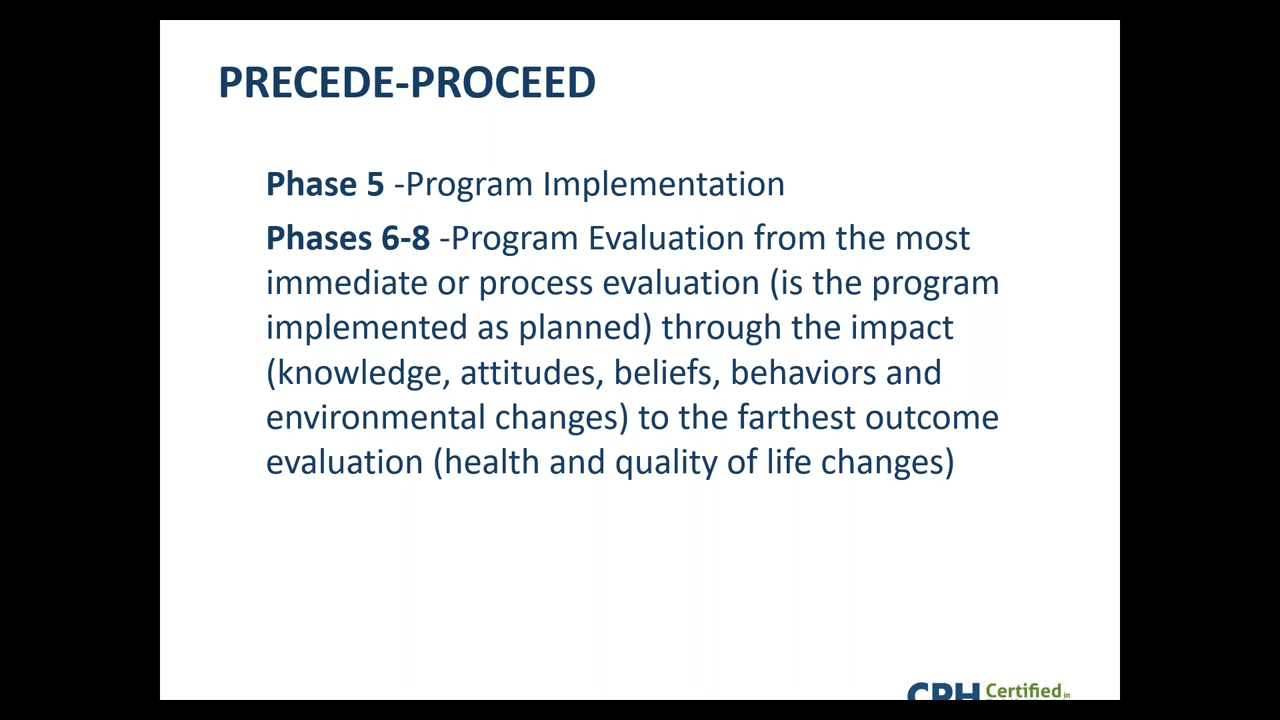 PRECEDE-PROCEED
Phase 5 -Program Implementation
Phases 6-8 -Program Evaluation from the most
immediate or process evaluation (is the program
implemented as planned) through the impact
(knowledge, attitudes, beliefs, behaviors and
environmental changes) to the farthest outcome
evaluation (health and quality of life changes)
CPH Certified in